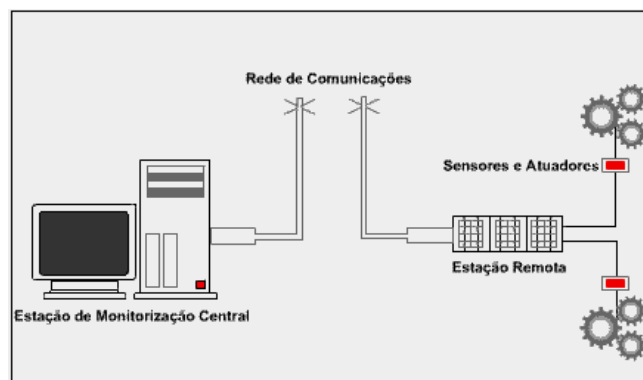 Rede de Comunicações
Sensores e Atuadores
Estação Remota
Estação de Monitorização Central